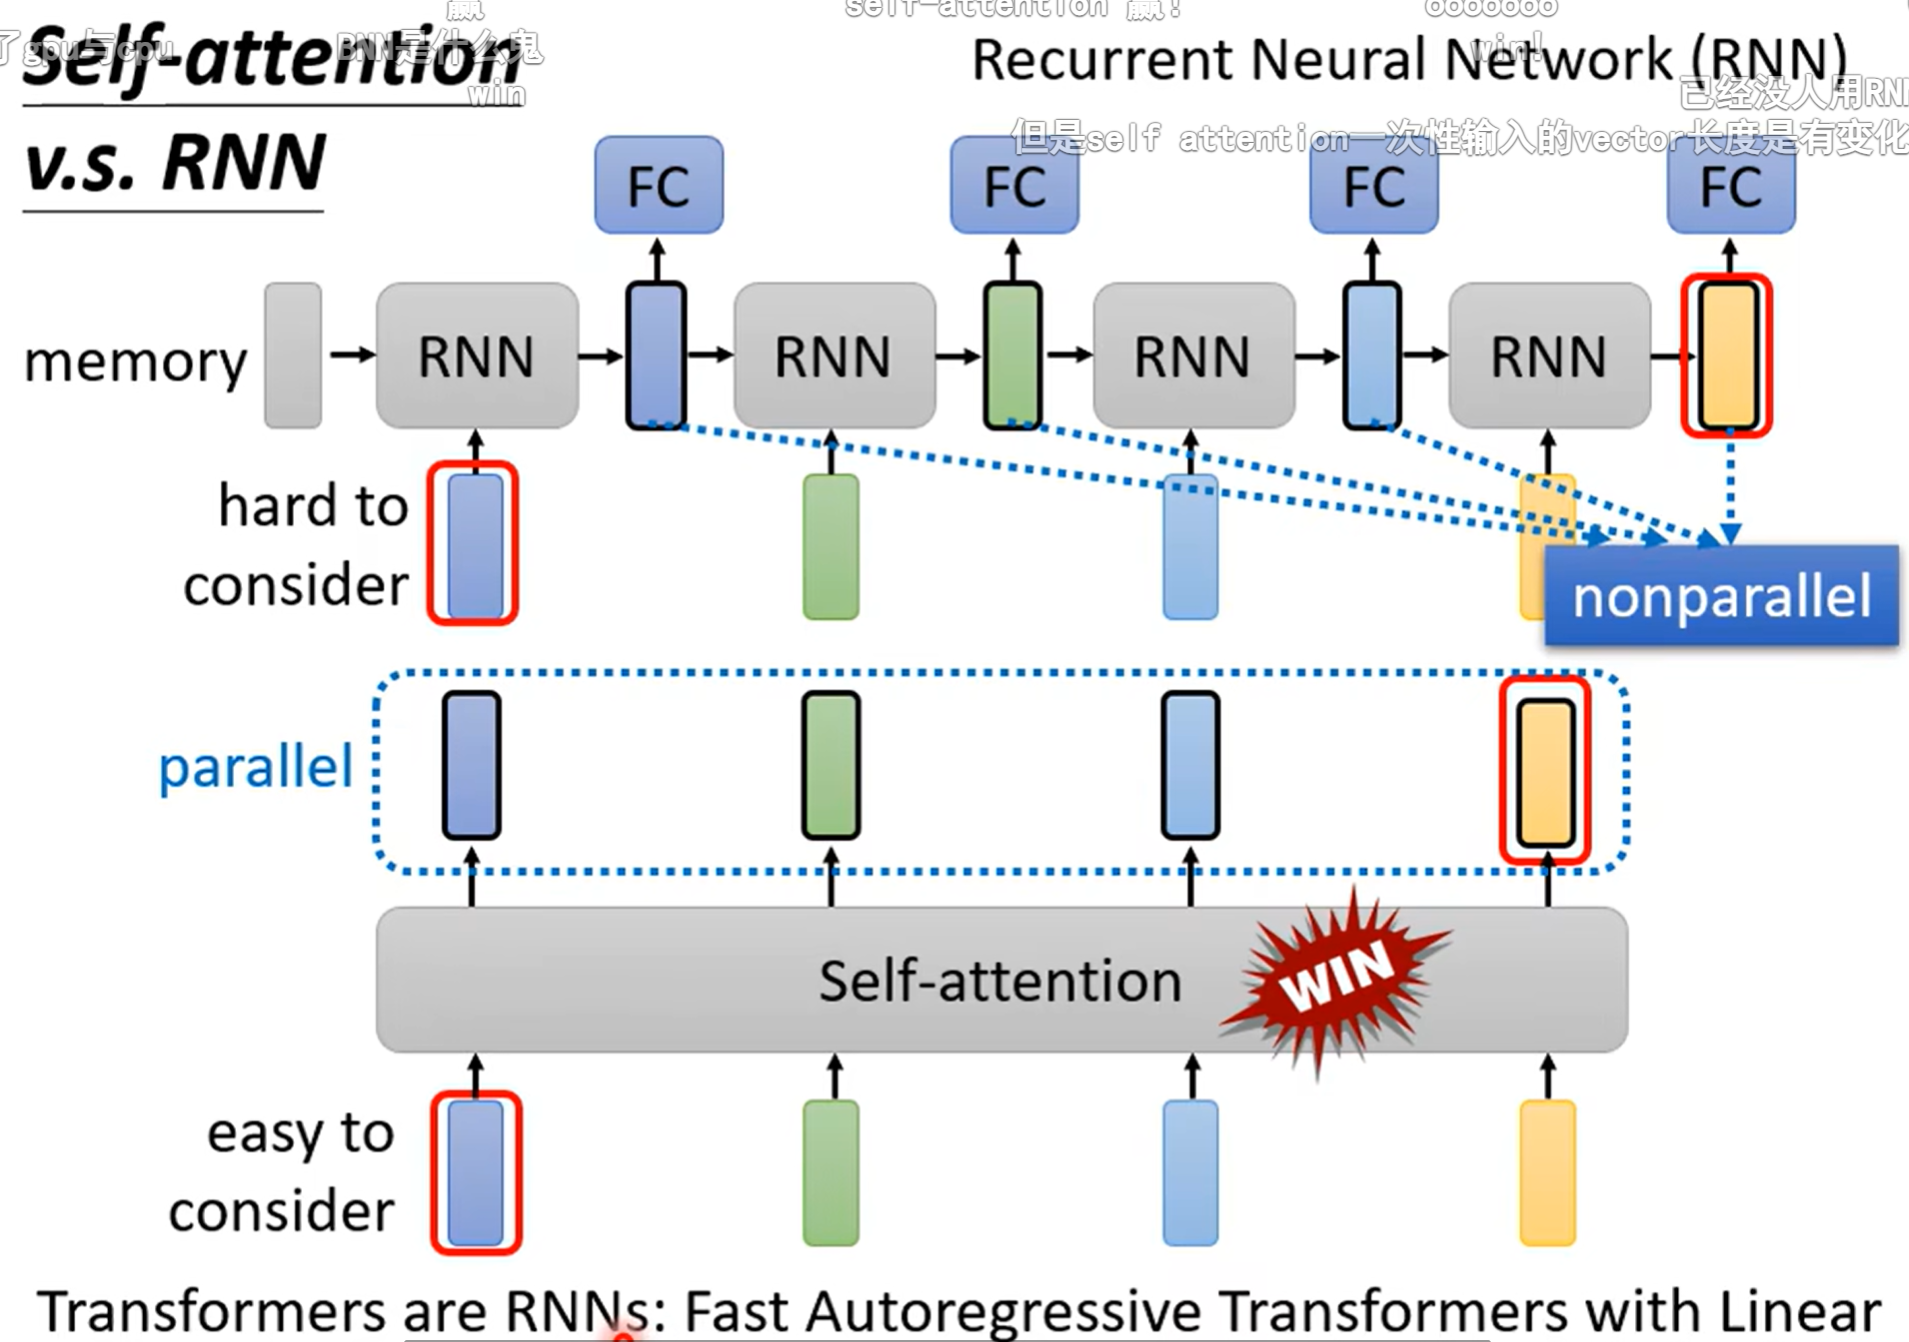 赢
self-attention 赢!
ooooooo
Self-attention
了gpu与cpu
BNN是什么鬼
win
Recurrent Neural Network (RNN)
win!
已经没人用RNN
但是self attention一次性输入的vector长度是有变化
v.s. RNN
FC
FC
FC
FC
memory
RNN
RNN
RNN
RNN
hard to
consider
nonparallel
parallel
Self-attention
WIN
easy to
consider
Transformers are RNNs: Fast Autoregressive Transformers with Linear